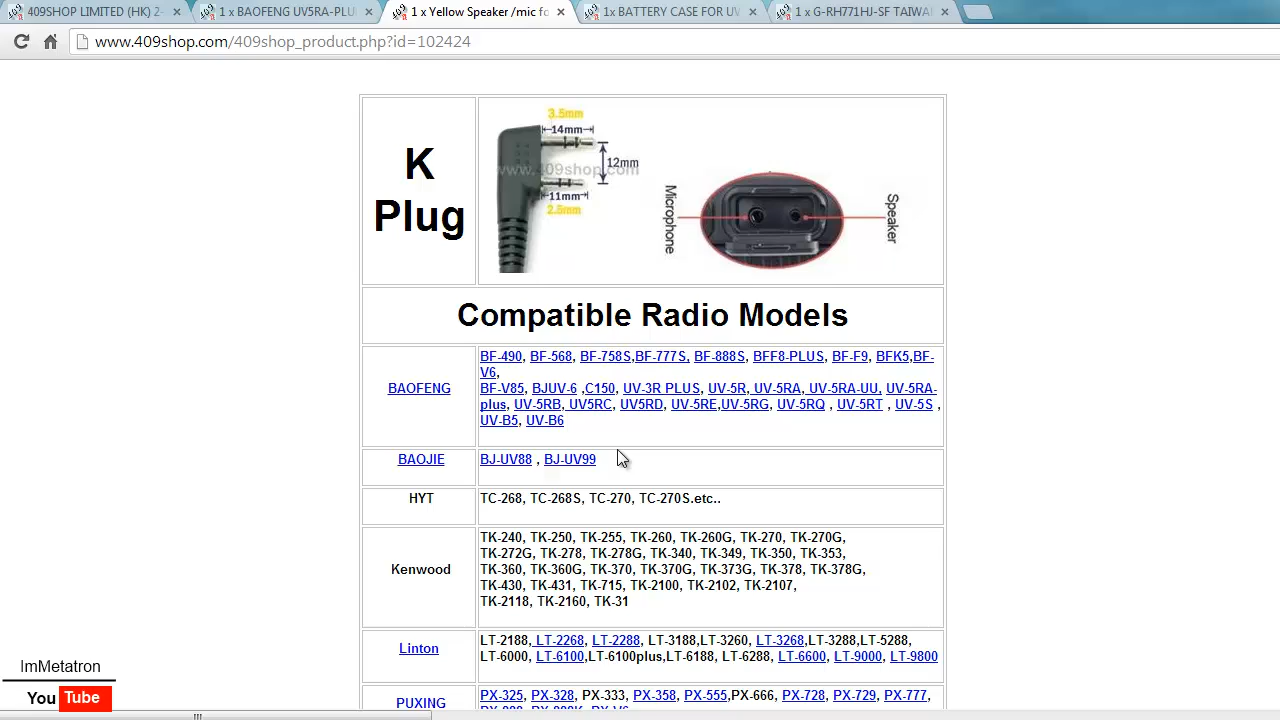 409SHOP LIMITED (HK) 2-
1 x BAOFENG UV5RA-PLU
1 x Yellow Speaker /mic fo
1x BATTERY CASE FOR UV
1 x G-RH771HJ-SF TAIWAN
www.409shop.com/409shop_product.php?id=102424
K
Plug
3.5mm
14mm
12mm
www.409shop.com
11mm
2.5mm
Microphone
Speaker
Compatible Radio Models
BAOFENG
BF-490, BF-568, BF-758S,BF-777S, BF-888S, BFF8-PLUS, BF-F9, BFK5,BF-
V6,
BF-V85, BJUV-6 ,C150, UV-3R PLUS, UV-5R, UV-5RA, UV-5RA-UU, UV-5RA-
plus, UV-5RB, UV5RC, UV5RD, UV-5RE,UV-5RG, UV-5RQ , UV-5RT , UV-5S ,
UV-B5, UV-B6
BAOJIE
BJ-UV88 , BJ-UV99
HYT
TC-268, TC-268S, TC-270, TC-270S.etc..
Kenwood
TK-240, TK-250, TK-255, TK-260, TK-260G, TK-270, TK-270G,
TK-272G, TK-278, TK-278G, TK-340, TK-349, TK-350, TK-353,
TK-360, TK-360G, TK-370, TK-370G, TK-373G, TK-378, TK-378G,
TK-430, TK-431, TK-715, TK-2100, TK-2102, TK-2107,
TK-2118, TK-2160, TK-31
Linton
LT-2188, LT-2268, LT-2288, LT-3188,LT-3260, LT-3268,LT-3288,LT-5288,
LT-6000, LT-6100,LT-6100plus,LT-6188, LT-6288, LT-6600, LT-9000, LT-9800
PUXING
PX-325, PX-328, PX-333, PX-358, PX-555,PX-666, PX-728, PX-729, PX-777,
ImMetatron
You Tube